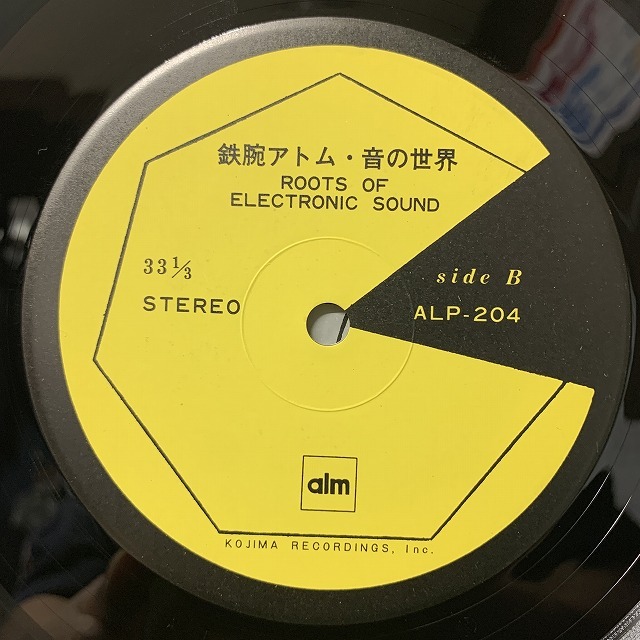 鉄腕アトム・音の世界
ROOTS OF
ELECTRONIC SOUND
33⅓
STEREO
side B
ALP-204
alm
KOJIMA RECORDINGS, Inc.